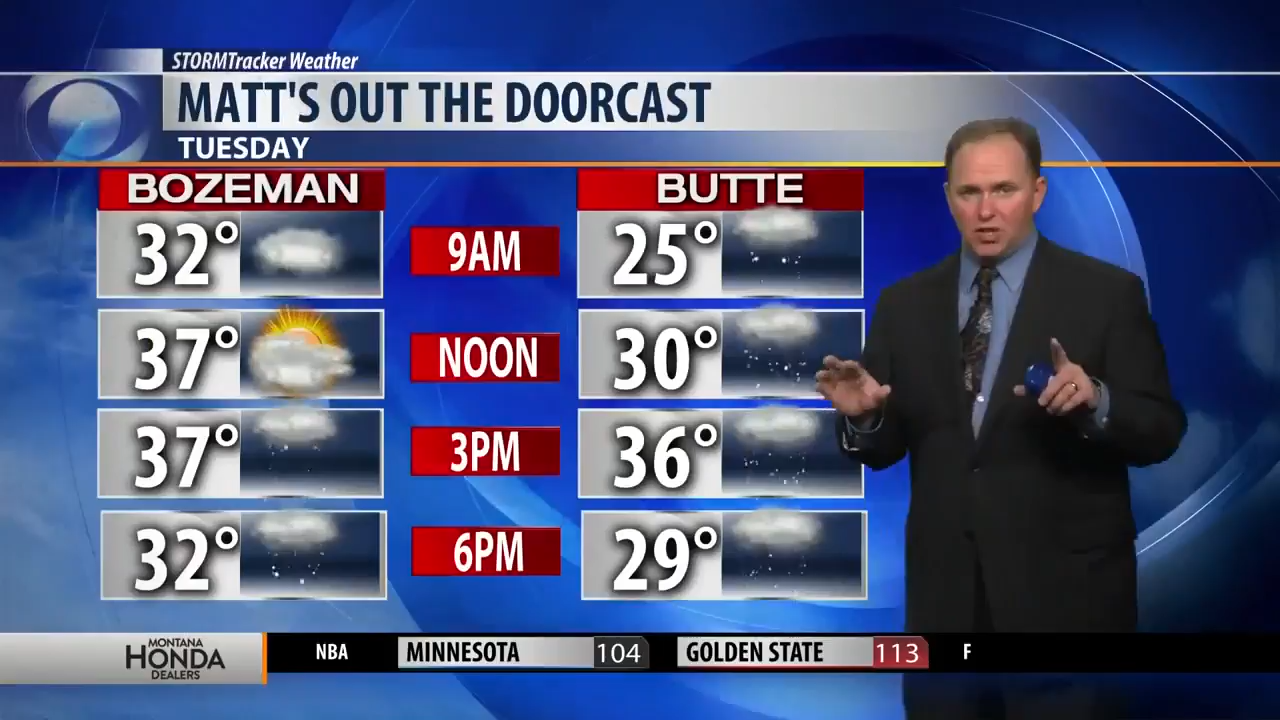 STORMTracker Weather
MATT'S OUT THE DOORCAST
TUESDAY
BOZEMAN
BUTTE
32° 9AM 25°
37° NOON 30°
37° 3PM 36°
32° 6PM 29°
MONTANA
HONDA
DEALERS
NBA MINNESOTA 104 GOLDEN STATE 113 F